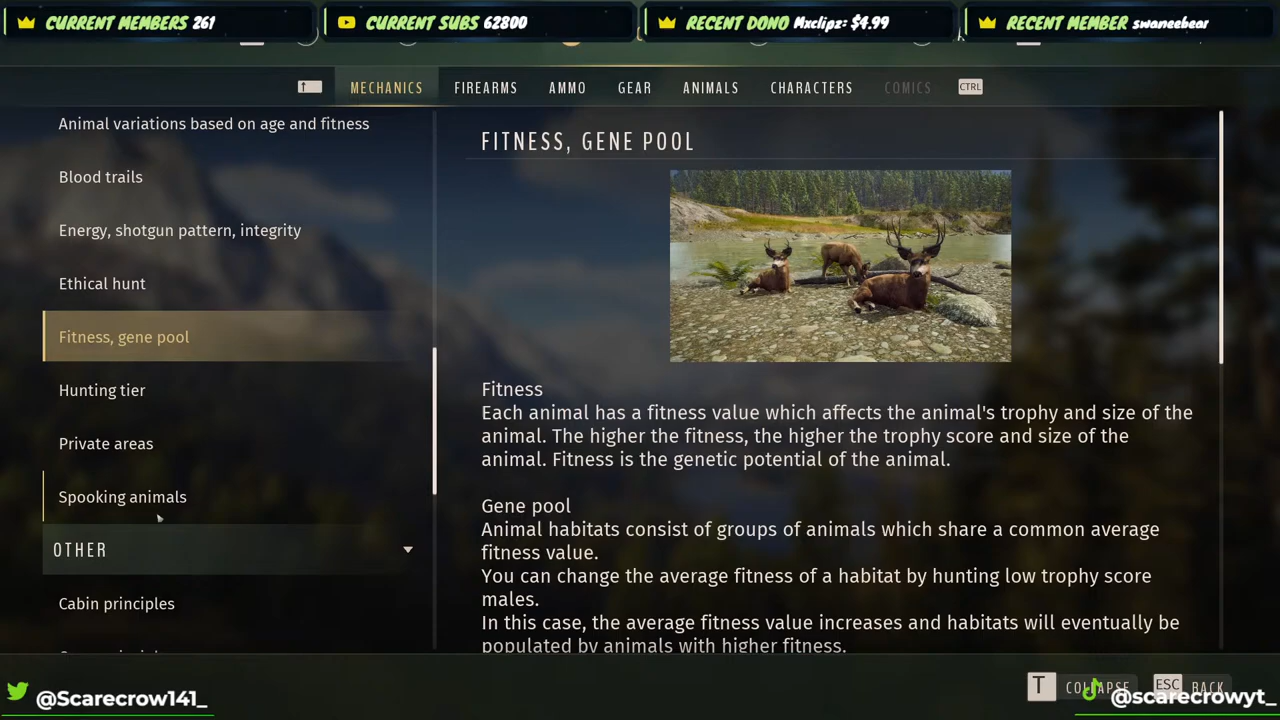 CURRENT MEMBERS 261
CURRENT SUBS 62800
RECENT DONO Mxclipz: $4.99
RECENT MEMBER swaneebear
MECHANICS
FIREARMS
AMMO
GEAR
ANIMALS
CHARACTERS
COMICS
CTRL
Animal variations based on age and fitness
Blood trails
Energy, shotgun pattern, integrity
Ethical hunt
Fitness, gene pool
Hunting tier
Private areas
Spooking animals
OTHER
Cabin principles
FITNESS, GENE POOL
Fitness
Each animal has a fitness value which affects the animal's trophy and size of the
animal. The higher the fitness, the higher the trophy score and size of the
animal. Fitness is the genetic potential of the animal.
Gene pool
Animal habitats consist of groups of animals which share a common average
fitness value.
You can change the average fitness of a habitat by hunting low trophy score
males.
In this case, the average fitness value increases and habitats will eventually be
populated by animals with higher fitness.
T COLLAPSE
ESC BACK
@Scarecrow141_
@scarecrowyt_